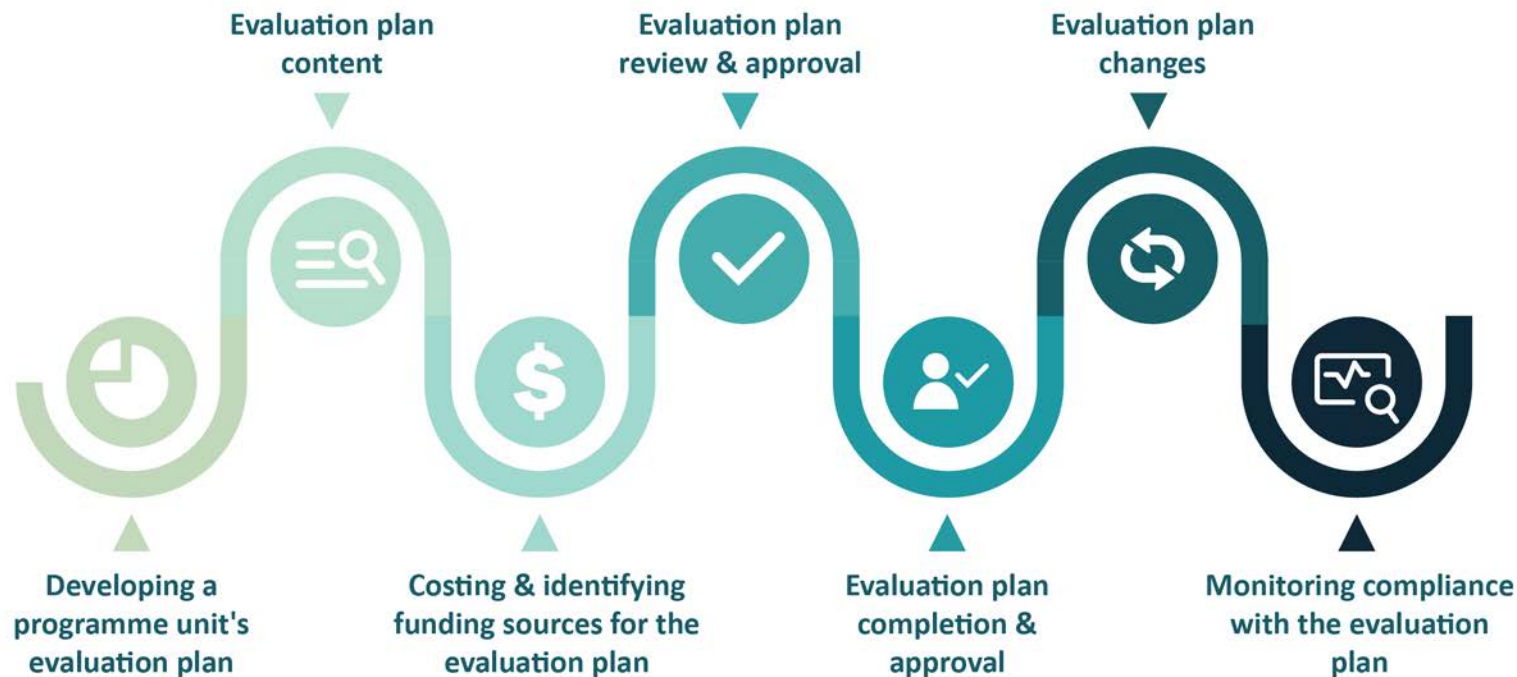 Evaluation plan
content
Evaluation plan
review & approval
Evaluation plan
changes
$
Developing a
programme unit's
evaluation plan
Costing & identifying
funding sources for the
evaluation plan
Evaluation plan
completion &
approval
Monitoring compliance
with the evaluation
plan